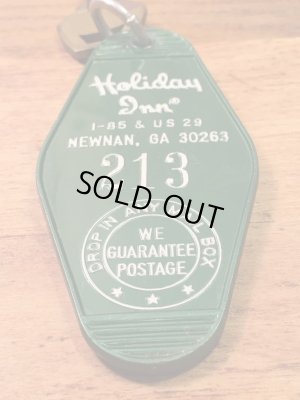 Holiday
Inn®
I-85 & US 29
NEWNAN, GA 30263
213
SOLD OUT
DROP IN ANY MAIL BOX
WE
GUARANTEE
POSTAGE